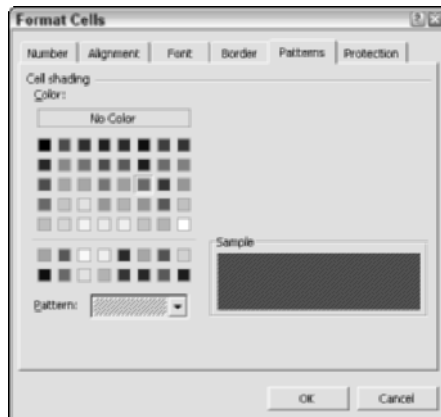 Format Cells
Number Alignment Font Border Patterns Protection
Cell shading
Color:
No Color
Sample
Pattern:
OK Cancel